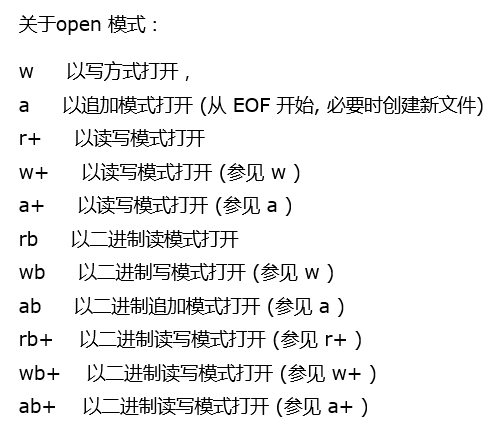 关于open 模式：
w 以写方式打开，
a 以追加模式打开 (从 EOF 开始, 必要时创建新文件)
r+ 以读写模式打开
w+ 以读写模式打开 (参见 w )
a+ 以读写模式打开 (参见 a )
rb 以二进制读模式打开
wb 以二进制写模式打开 (参见 w )
ab 以二进制追加模式打开 (参见 a )
rb+ 以二进制读写模式打开 (参见 r+ )
wb+ 以二进制读写模式打开 (参见 w+ )
ab+ 以二进制读写模式打开 (参见 a+ )